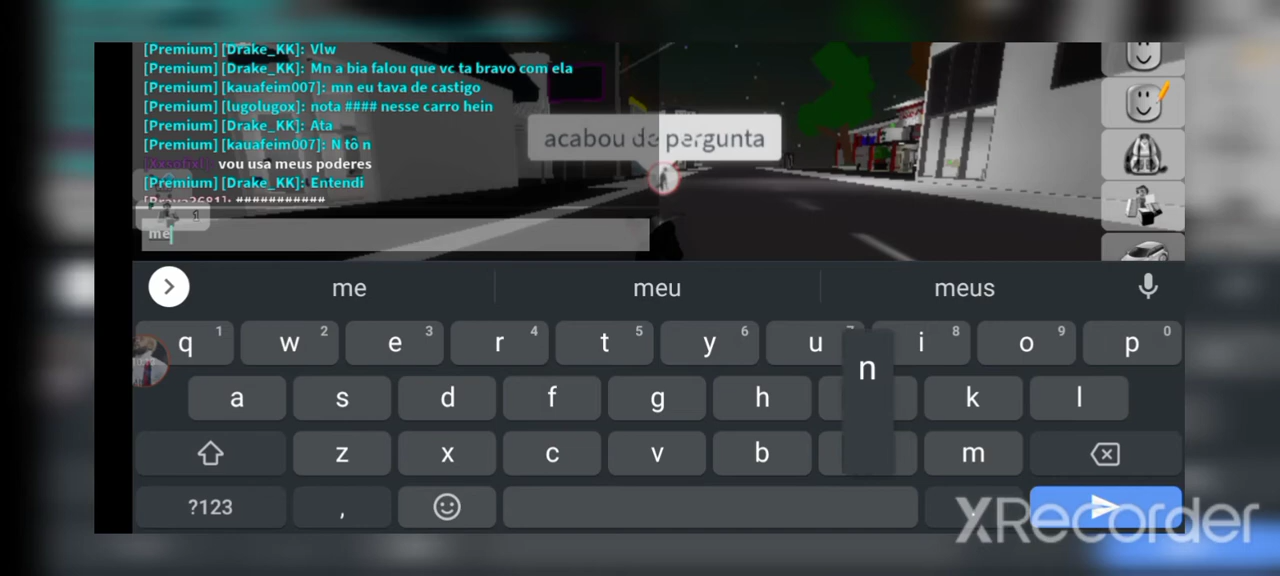 [Premium] [Drake_KK]: Vlw
[Premium] [Drake_KK]: Mn a bia falou que vc ta bravo com ela
[Premium] [kauafeim007]: mn eu tava de castigo
[Premium] [lugolugox]: nota #### nesse carro hein
[Premium] [Drake_KK]: Ata
[Premium] [kauafeim007]: N tô n
vou usa meus poderes
[Premium] [Drake_KK]: Entendi
###########
1
me
acabou de pergunta
me meu meus
q 1 w 2 e 3 r 4 t 5 y 6 u 7 i 8 o 9 p 0
a s d f g h k l
n
z x c v b m
?123 , .
XRecorder